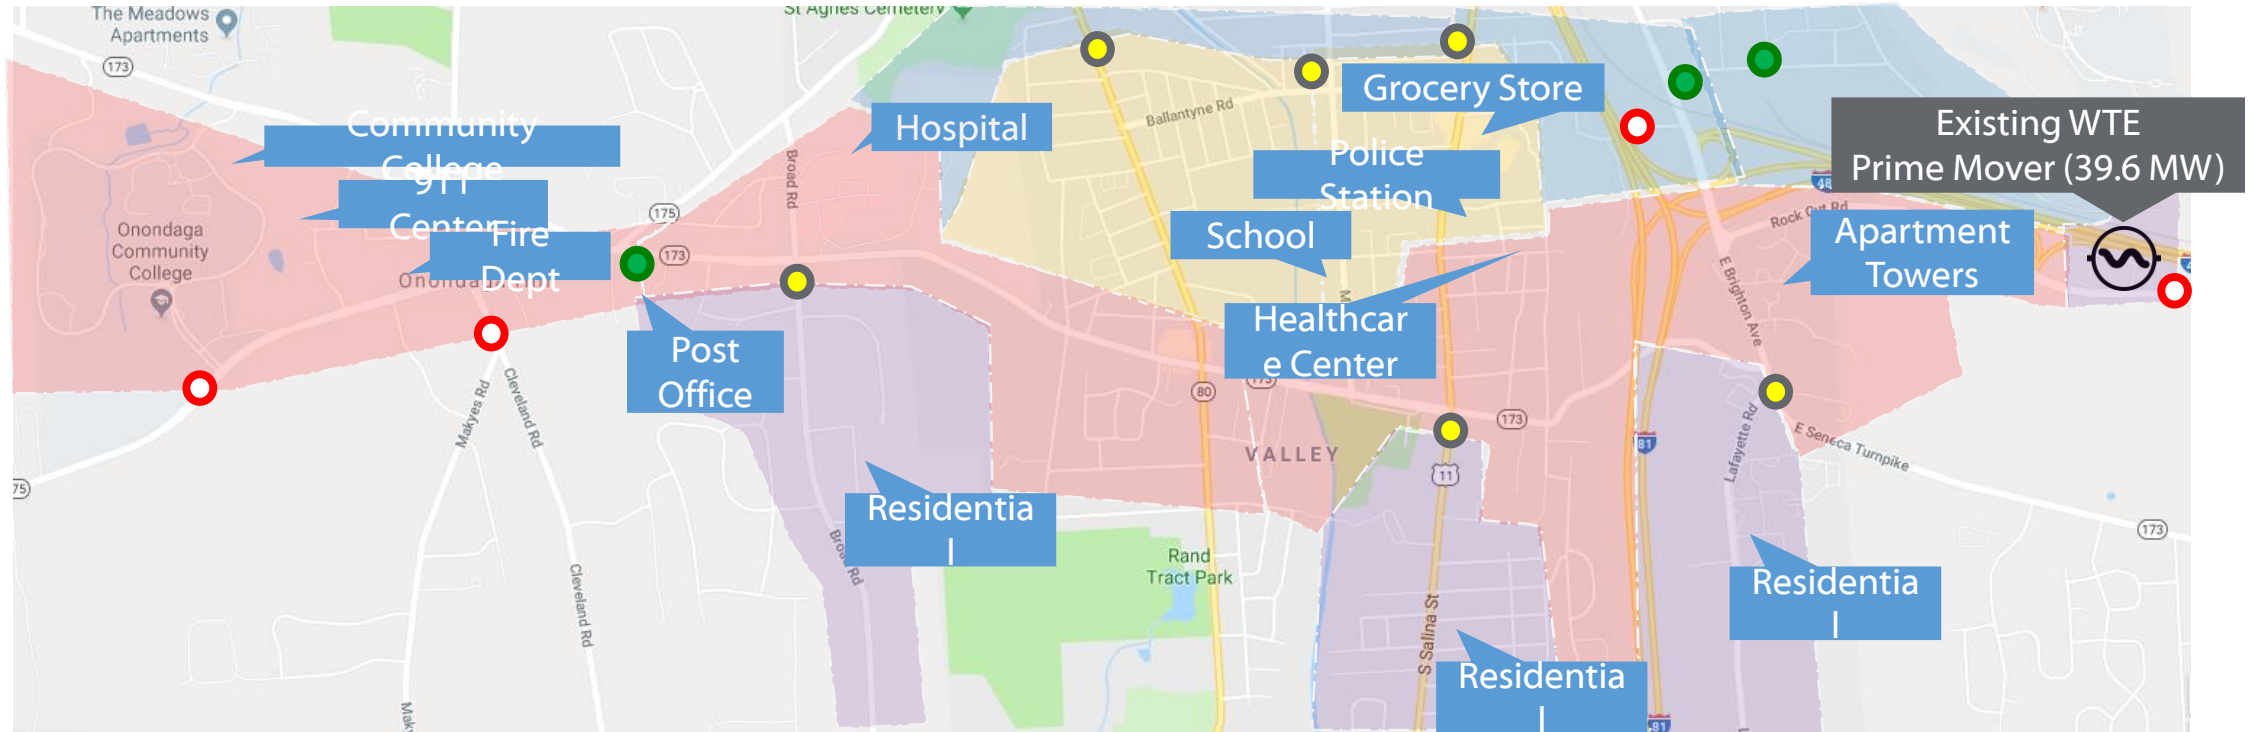 The Meadows
Apartments
173
St Agnes Cemetery
Grocery Store
Existing WTE
Prime Mover (39.6 MW)
Community
College
Hospital
Ballantyne Rd
Police
Station
911
Center
Broad Rd
175
School
Rock Cut Rd
Apartment
Towers
Onondaga
Community
College
Fire
Dept
173
E Brighton Ave
Healthcar
e Center
Post
Office
173
80
173
Makyes Rd
Cleveland Rd
VALLEY
81
Lafayette Rd
E Seneca Turnpike
11
75
Residentia
l
173
Broad Rd
Rand
Tract Park
Cleveland Rd
Residentia
l
S Salina St
Residentia
l
81